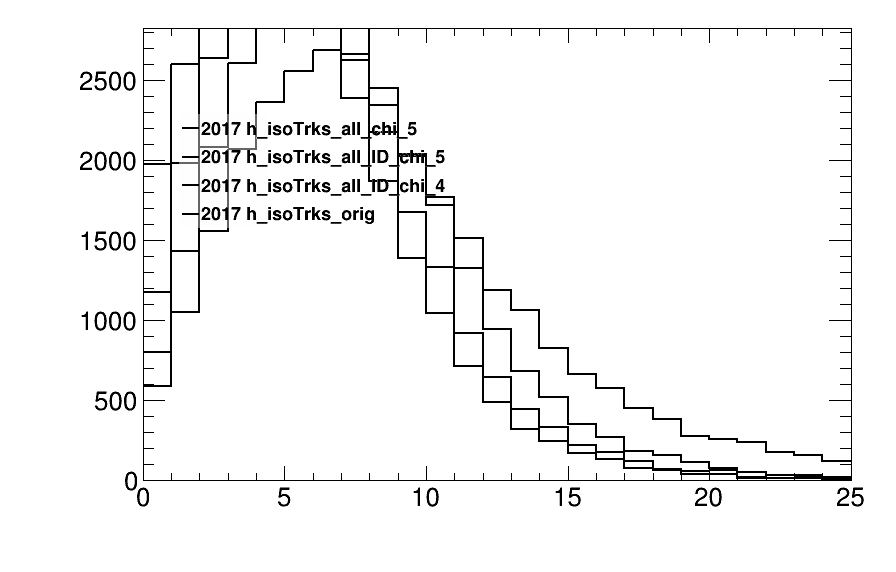 2500
2017 h_isoTrks_all_chi_5
2000
2017 h_isoTrks_all_ID_chi_5
2017 h_isoTrks_all_ID_chi_4
1500
2017 h_isoTrks_orig
1000
500
0
0 5 10 15 20 25